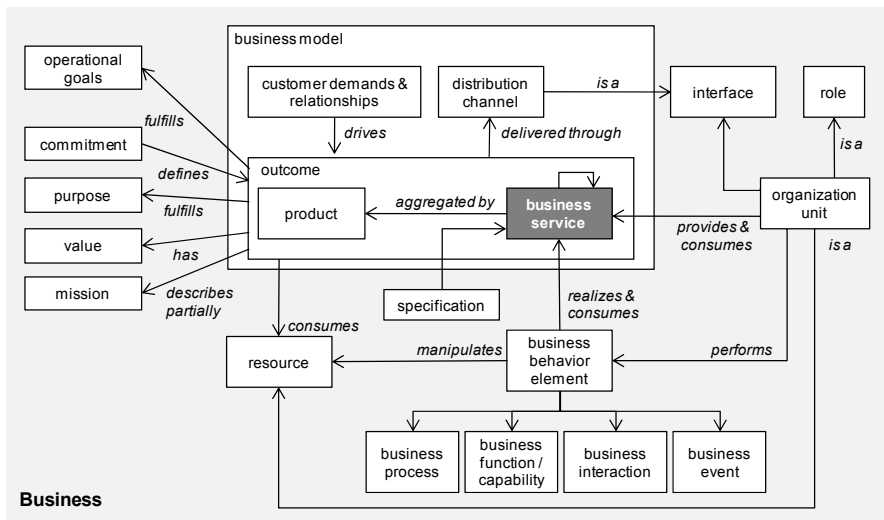 business model
operational
goals
customer demands &
relationships
distribution
channel
is a
interface
role
fulfills
drives
delivered through
commitment
is a
defines
outcome
purpose
product
aggregated by
business
service
organization
unit
fulfills
provides &
consumes
is a
value
has
mission
describes
partially
specification
realizes &
consumes
consumes
resource
manipulates
business
behavior
element
performs
business
process
business
function /
capability
business
interaction
business
event
Business